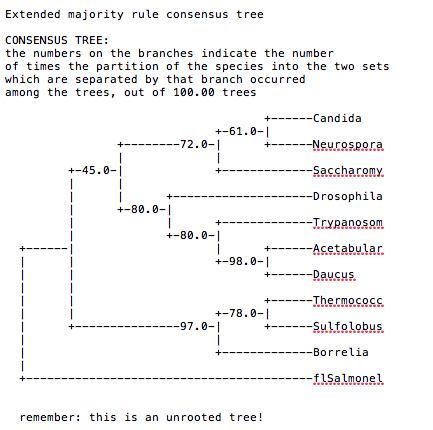 Extended majority rule consensus tree
CONSENSUS TREE:
the numbers on the branches indicate the number
of times the partition of the species into the two sets
which are separated by that branch occurred
among the trees, out of 100.00 trees
+------Candida
+-61.0-|
+--------72.0-| +------Neurospora
| |
+-45.0-| +-------------Saccharomy
| |
| | +--------------------Drosophila
| +-80.0-|
| | +-------------Trypanosom
| +-80.0-|
+------| | +------Acetabular
| | +-98.0-|
| | +------Daucus
| |
| | +------Thermococc
| | +-78.0-|
| +---------------97.0-| +------Sulfolobus
| |
| +-------------Borrelia
|
+----------------------------------------flSalmonel
remember: this is an unrooted tree!